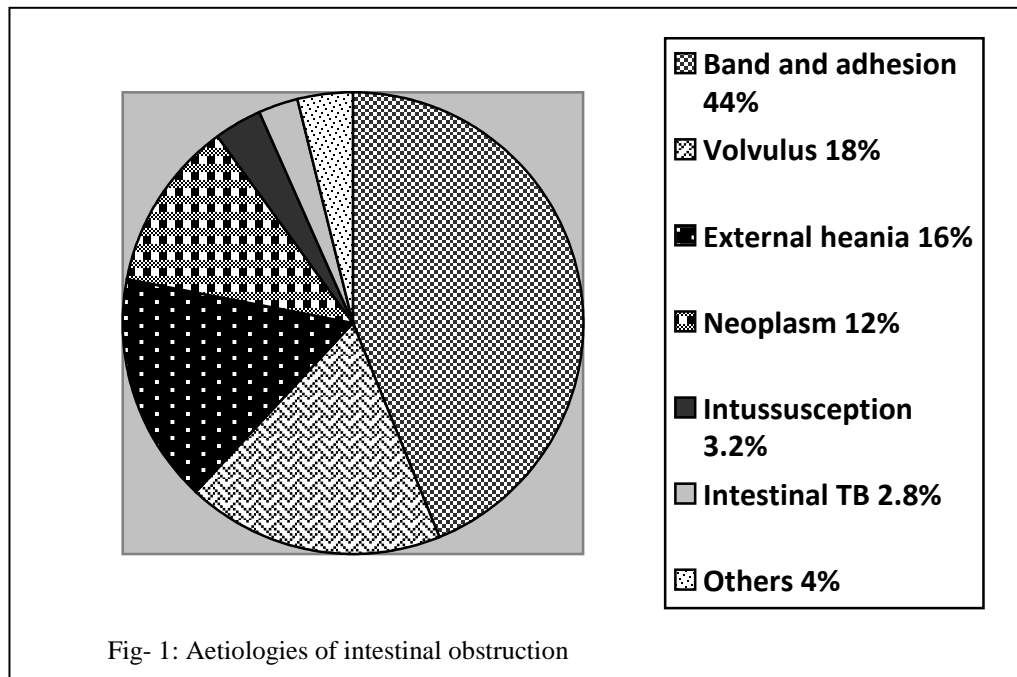 Band and adhesion
44%
Volvulus 18%
External heania 16%
Neoplasm 12%
Intussusception
3.2%
Intestinal TB 2.8%
Others 4%
Fig- 1: Aetiologies of intestinal obstruction